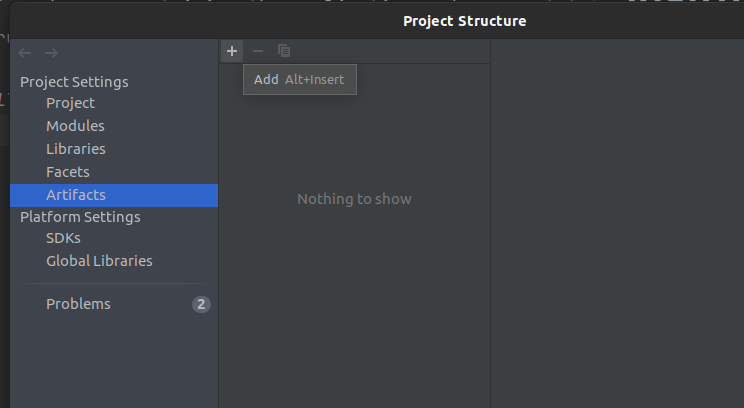 Project Structure
Project Settings
Project
Modules
Libraries
Facets
Artifacts
Platform Settings
SDKs
Global Libraries
Problems 2
Add Alt+Insert
Nothing to show